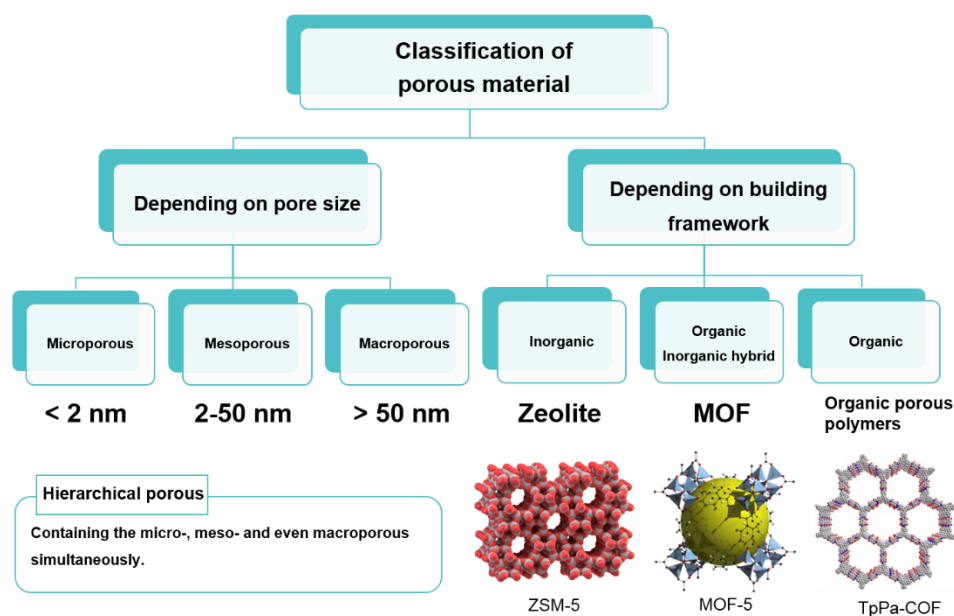 Classification of
porous material
Depending on pore size
Depending on building
framework
Microporous
Mesoporous
Macroporous
Inorganic
Organic
Inorganic hybrid
Organic
< 2 nm
2-50 nm
> 50 nm
Zeolite
MOF
Organic porous
polymers
Hierarchical porous
Containing the micro-, meso- and even macroporous
simultaneously.
ZSM-5
MOF-5
TpPa-COF